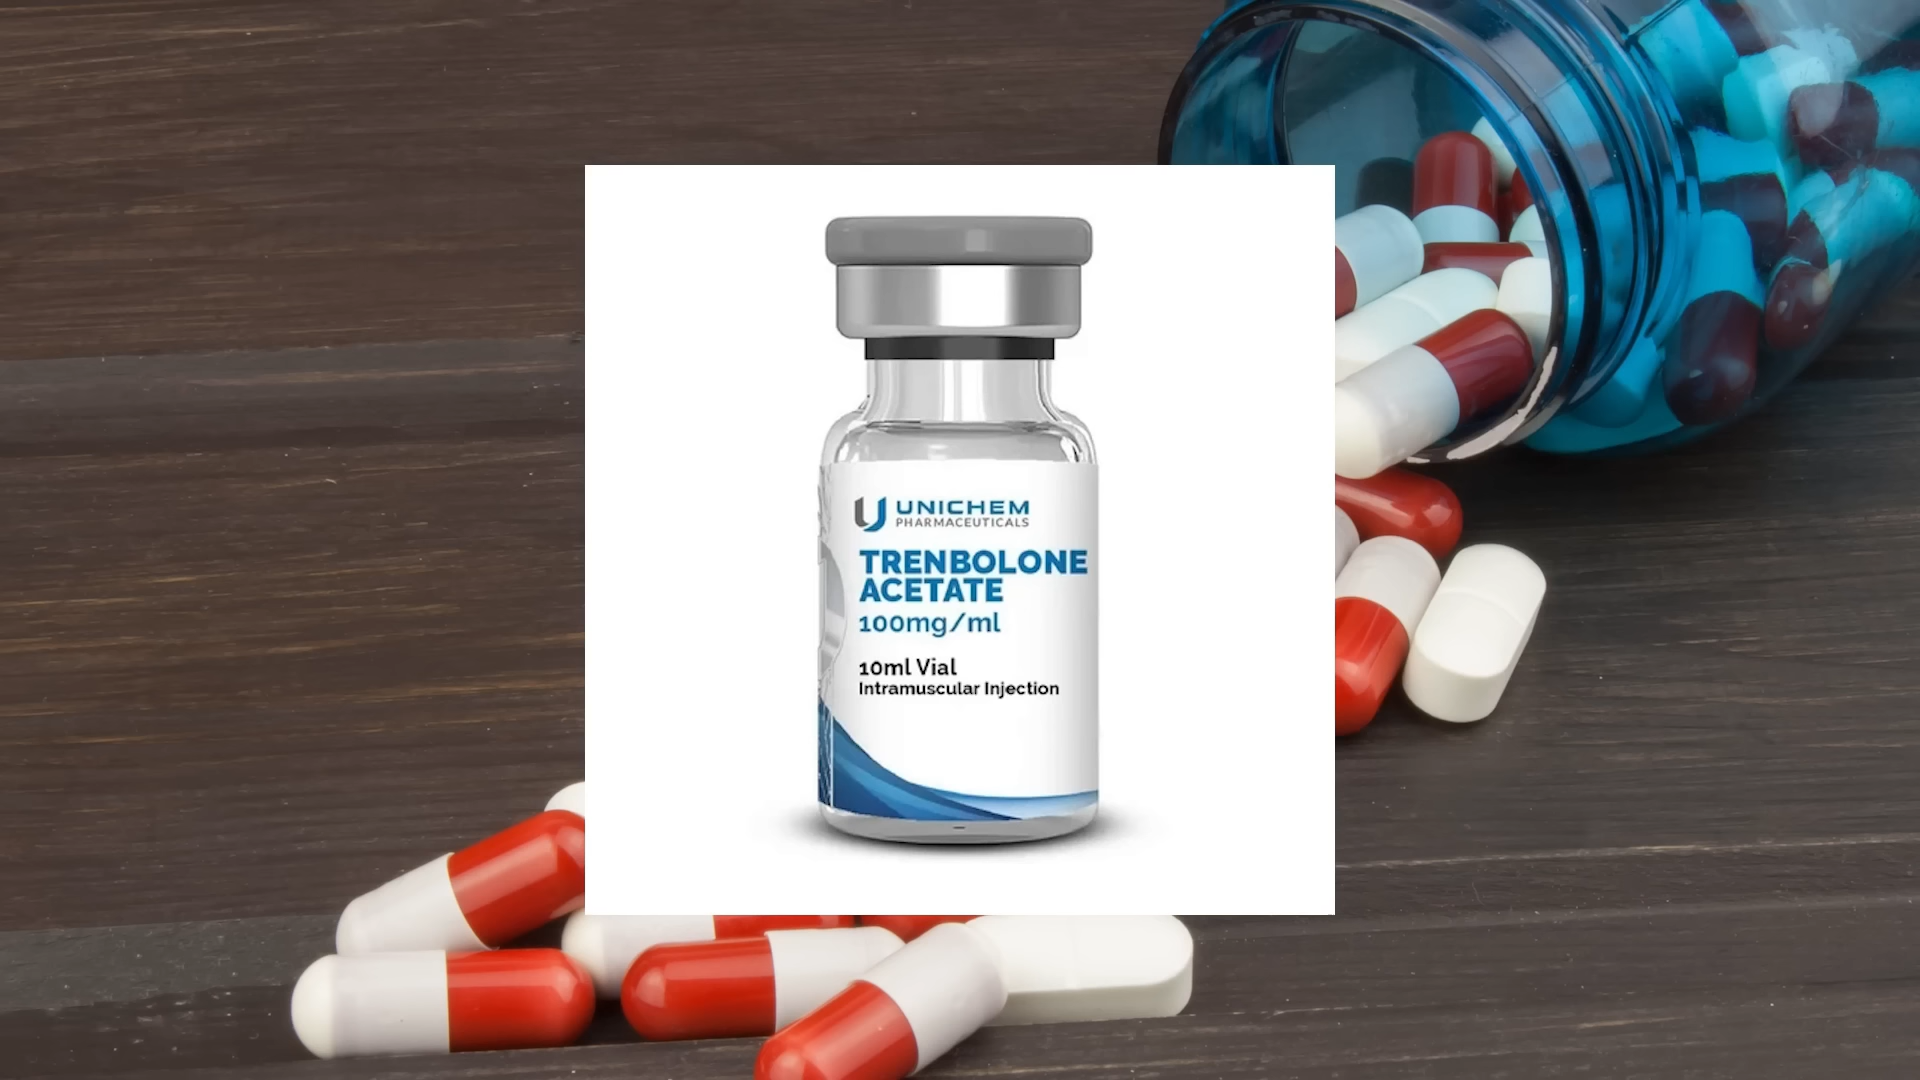 UNICHEM
PHARMACEUTICALS
TRENBOLONE
ACETATE
100mg/ml
10ml Vial
Intramuscular Injection